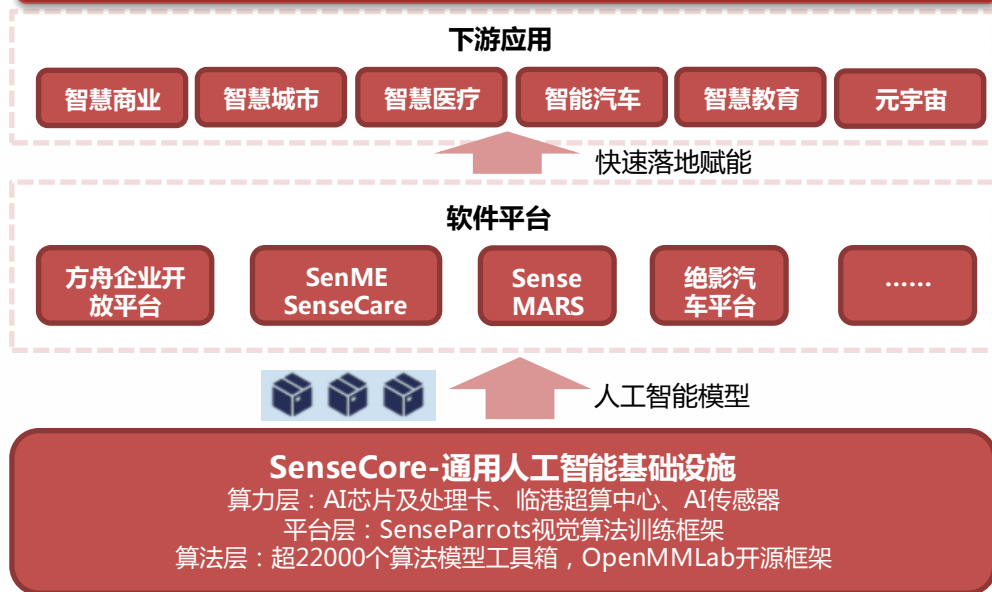 下游应用
智慧商业 智慧城市 智慧医疗 智能汽车 智慧教育 元宇宙
快速落地赋能
软件平台
方舟企业开
放平台
SenME
SenseCare
Sense
MARS
绝影汽
车平台
......
人工智能模型
SenseCore-通用人工智能基础设施
算力层：AI芯片及处理卡、临港超算中心、AI传感器
平台层：SenseParrots视觉算法训练框架
算法层：超22000个算法模型工具箱，OpenMMLab开源框架